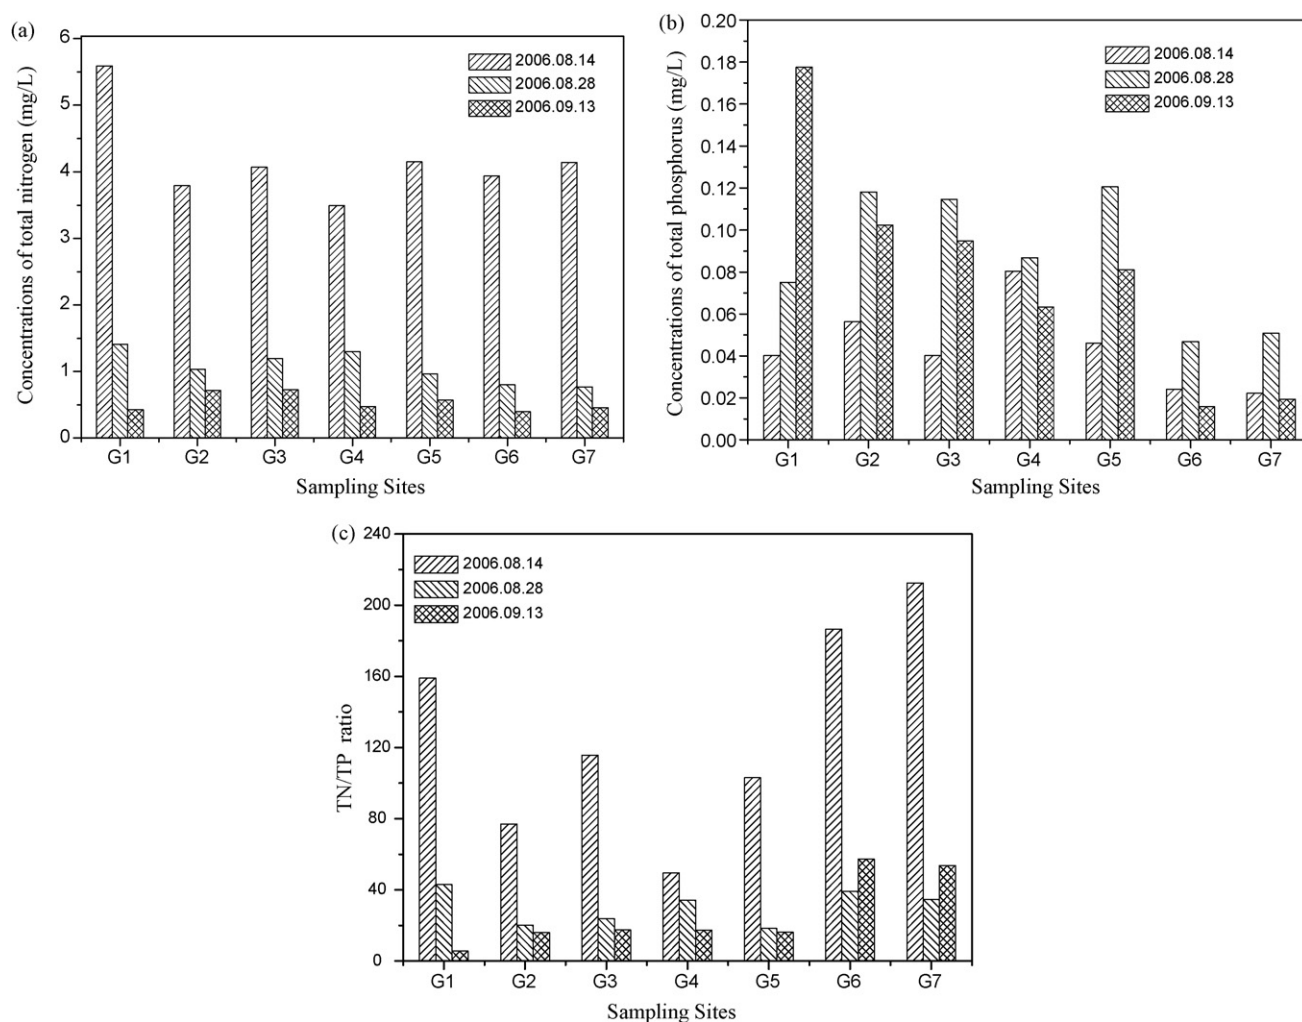 (a)
Concentrations of total nitrogen (mg/L)
6
5
4
3
2
1
0
2006.08.14
2006.08.28
2006.09.13
G1 G2 G3 G4 G5 G6 G7
Sampling Sites
(b)
Concentrations of total phosphorus (mg/L)
0.20
0.18
0.16
0.14
0.12
0.10
0.08
0.06
0.04
0.02
0.00
2006.08.14
2006.08.28
2006.09.13
G1 G2 G3 G4 G5 G6 G7
Sampling Sites
(c)
TN/TP ratio
240
200
160
120
80
40
0
2006.08.14
2006.08.28
2006.09.13
G1 G2 G3 G4 G5 G6 G7
Sampling Sites